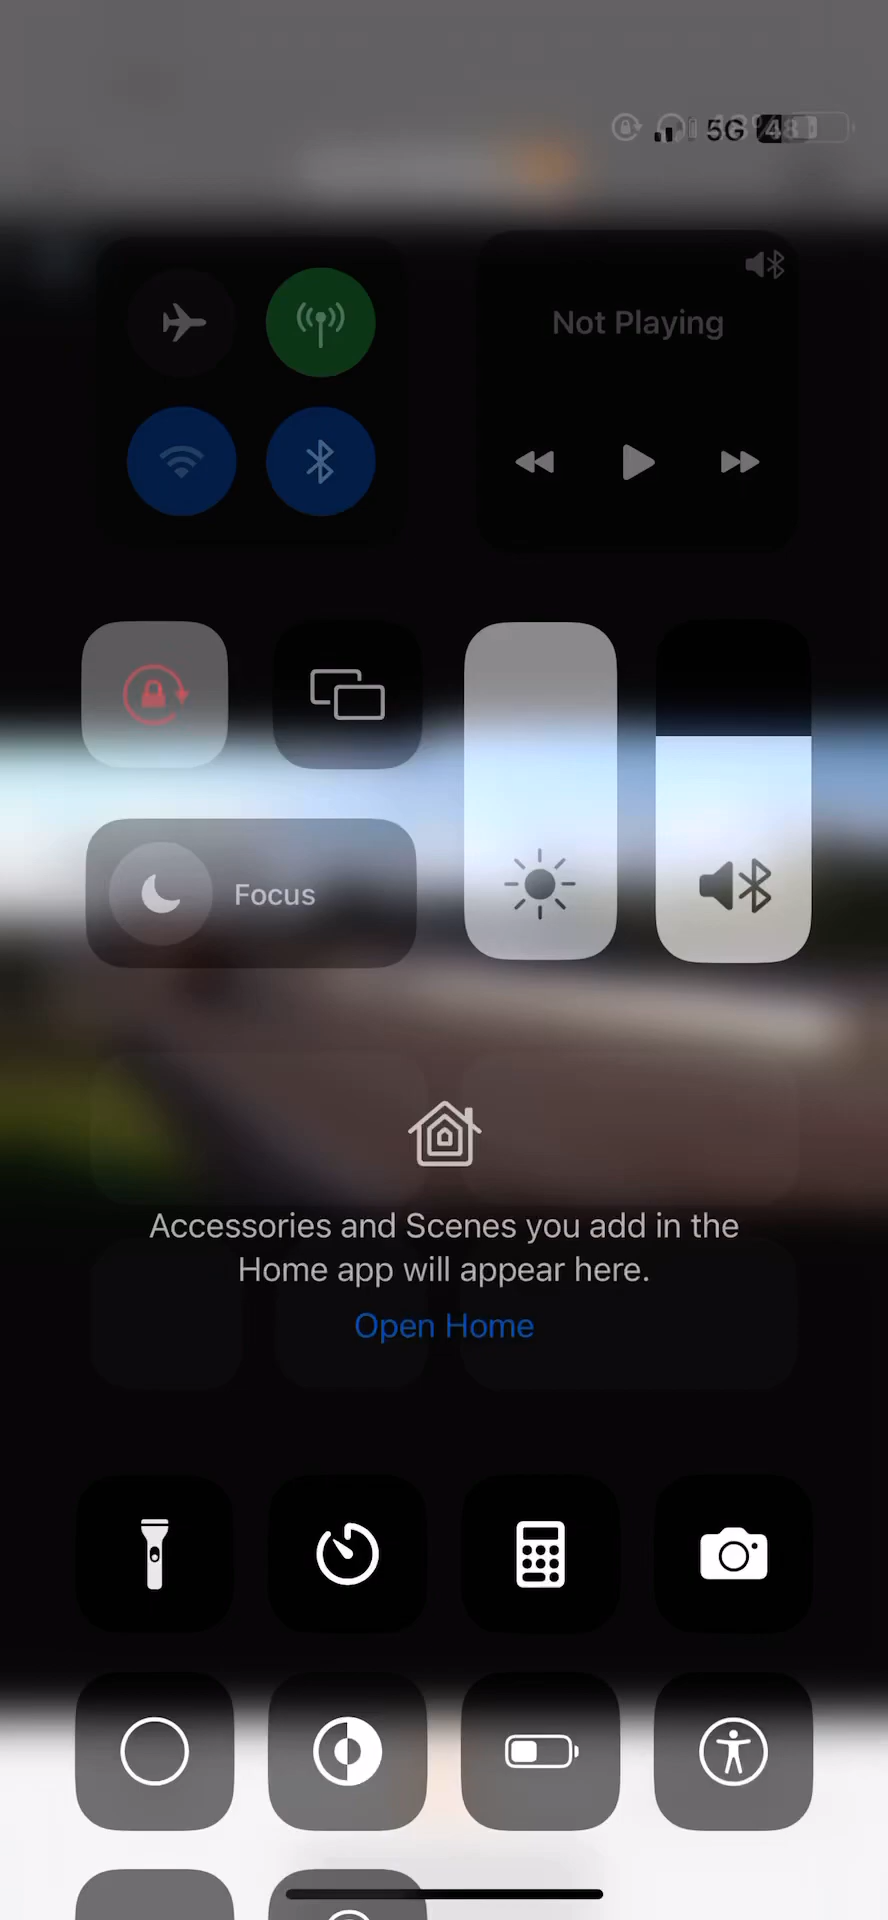 5G
Not Playing
Focus
Accessories and Scenes you add in the
Home app will appear here.
Open Home